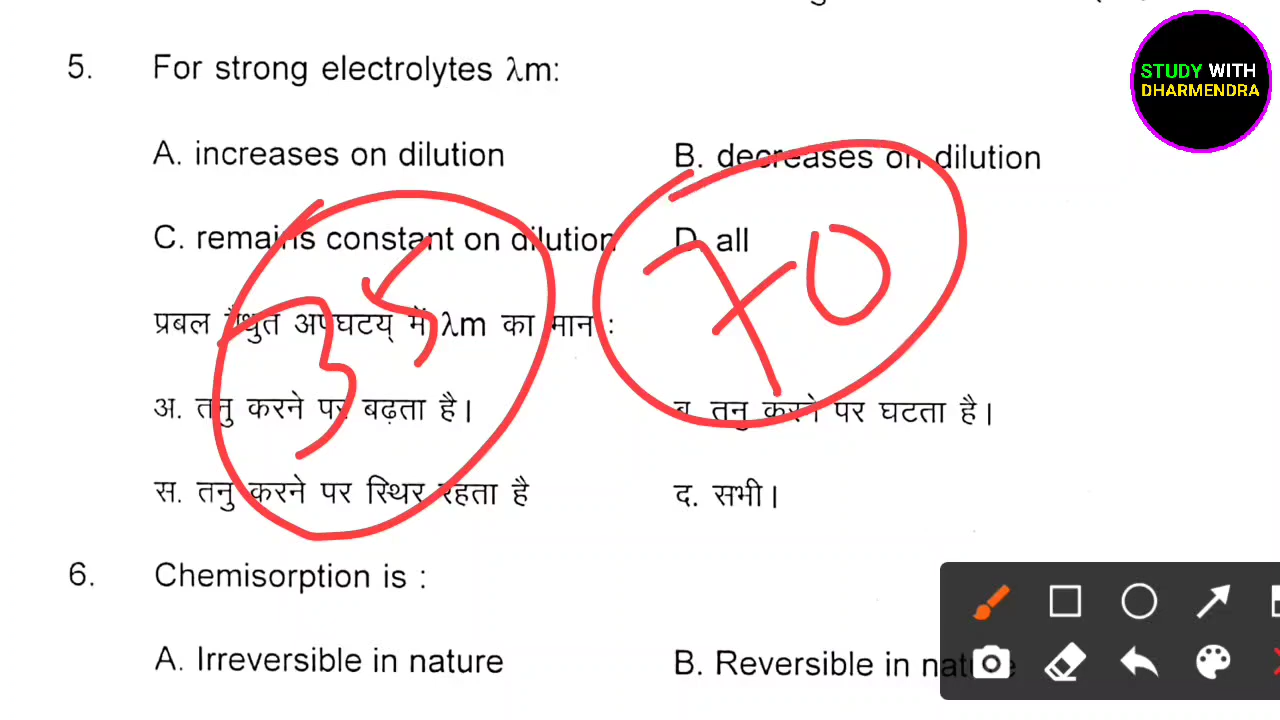 STUDY WITH
DHARMENDRA
5. For strong electrolytes λm:
A. increases on dilution B. decreases on dilution
C. remains constant on dilution D. all
35 70
प्रबल वैधुत अपघटय् में λm का मान :
अ. तनु करने पर बढ़ता है। ब. तनु करने पर घटता है।
स. तनु करने पर स्थिर रहता है द. सभी।
6. Chemisorption is :
A. Irreversible in nature B. Reversible in nature